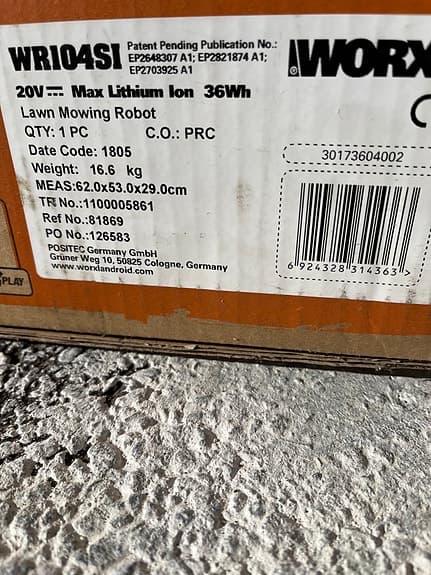 WR104SI Patent Pending Publication No.:
EP2648307 A1; EP2821874 A1;
EP2703925 A1
WORX
®
20V Max Lithium Ion 36Wh
Lawn Mowing Robot
QTY: 1 PC C.O.: PRC
Date Code: 1805
Weight: 16.6 kg
MEAS:62.0x53.0x29.0cm
TRI No.:1100005861
Ref No.:81869
PO No.:126583
POSITEC Germany GmbH
Grüner Weg 10, 50825 Cologne, Germany
www.worxlandroid.com
30173604002
6 924328 314363 >
PLAY